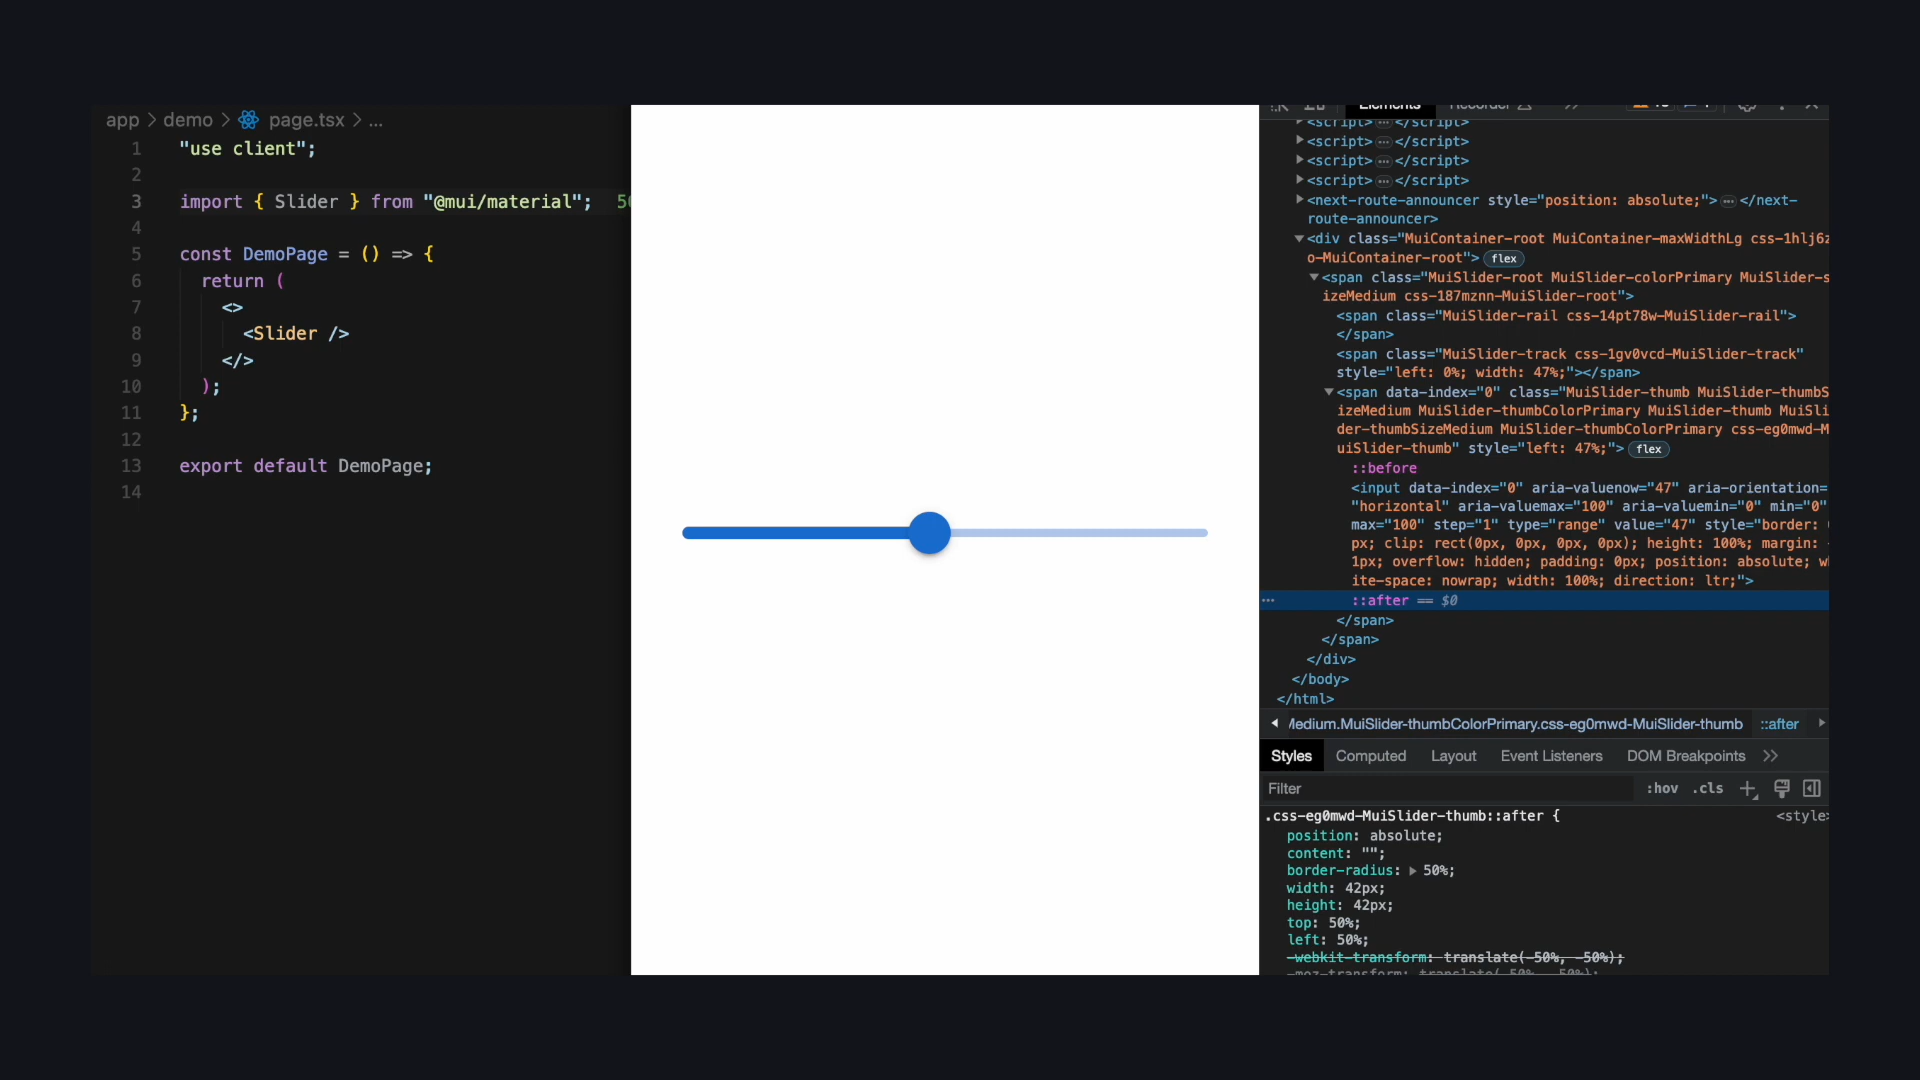 app > demo > page.tsx > ...
1 "use client";
2
3 import { Slider } from "@mui/material";
4
5 const DemoPage = () => {
6 return (
7 <>
8 <Slider />
9 </>
10 );
11 };
12
13 export default DemoPage;
14
Elements Recorder
<script>…</script>
<script>…</script>
<script>…</script>
<script>…</script>
<next-route-announcer style="position: absolute;">…</next-
route-announcer>
<div class="MuiContainer-root MuiContainer-maxWidthLg css-1hlj6z
o-MuiContainer-root"> flex
<span class="MuiSlider-root MuiSlider-colorPrimary MuiSlider-s
izeMedium css-187mznn-MuiSlider-root">
<span class="MuiSlider-rail css-14pt78w-MuiSlider-rail">
</span>
<span class="MuiSlider-track css-1gv0vcd-MuiSlider-track"
style="left: 0%; width: 47%;"></span>
<span data-index="0" class="MuiSlider-thumb MuiSlider-thumbS
izeMedium MuiSlider-thumbColorPrimary MuiSlider-thumb MuiSli
der-thumbSizeMedium MuiSlider-thumbColorPrimary css-eg0mwd-M
uiSlider-thumb" style="left: 47%;"> flex
::before
<input data-index="0" aria-valuenow="47" aria-orientation=
"horizontal" aria-valuemax="100" aria-valuemin="0" min="0"
max="100" step="1" type="range" value="47" style="border:
px; clip: rect(0px, 0px, 0px, 0px); height: 100%; margin: -
1px; overflow: hidden; padding: 0px; position: absolute; wh
ite-space: nowrap; width: 100%; direction: ltr;">
::after == $0
</span>
</span>
</div>
</body>
</html>
Medium.MuiSlider-thumbColorPrimary.css-eg0mwd-MuiSlider-thumb ::after
Styles Computed Layout Event Listeners DOM Breakpoints >>
Filter :hov .cls +
.css-eg0mwd-MuiSlider-thumb::after { <style>
position: absolute;
content: "";
border-radius: 50%;
width: 42px;
height: 42px;
top: 50%;
left: 50%;
-webkit-transform: translate(-50%, -50%);
-moz-transform: translate(-50%, -50%);